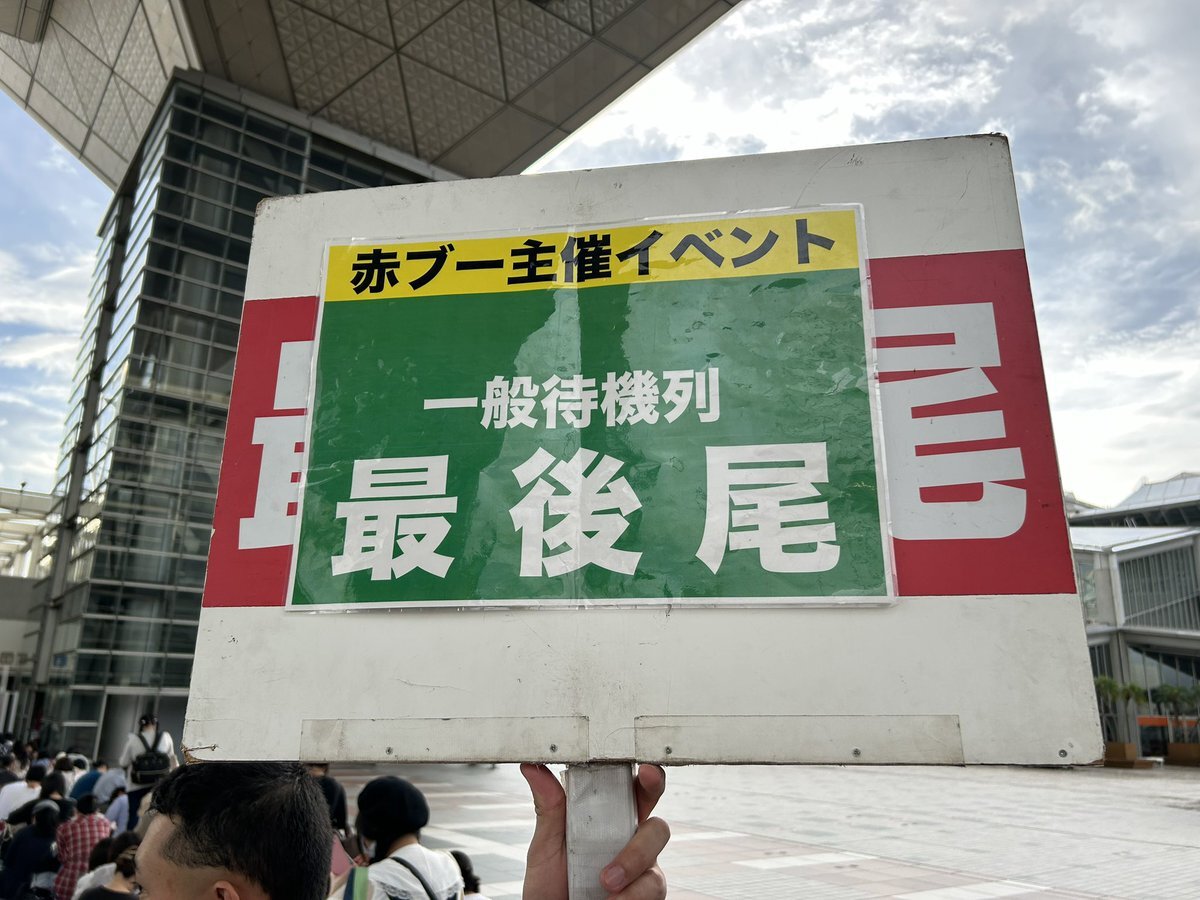 赤ブー主催イベント
一般待機列
最後尾